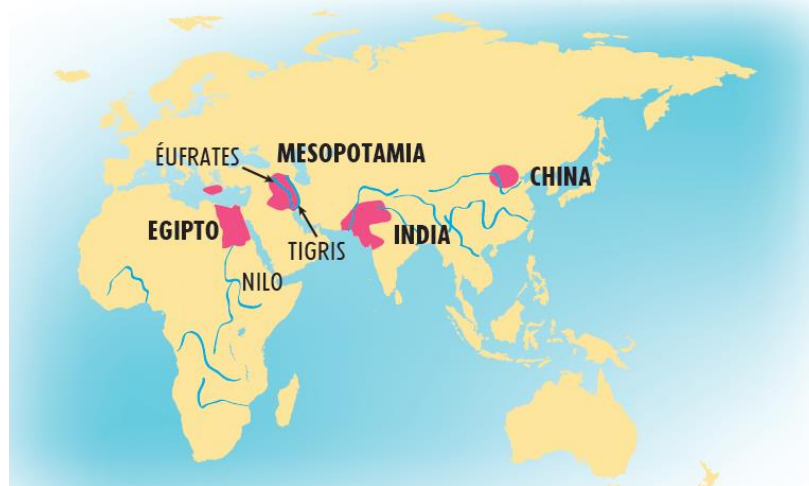 ÉUFRATES
MESOPOTAMIA
CHINA
EGIPTO
TIGRIS
INDIA
NILO